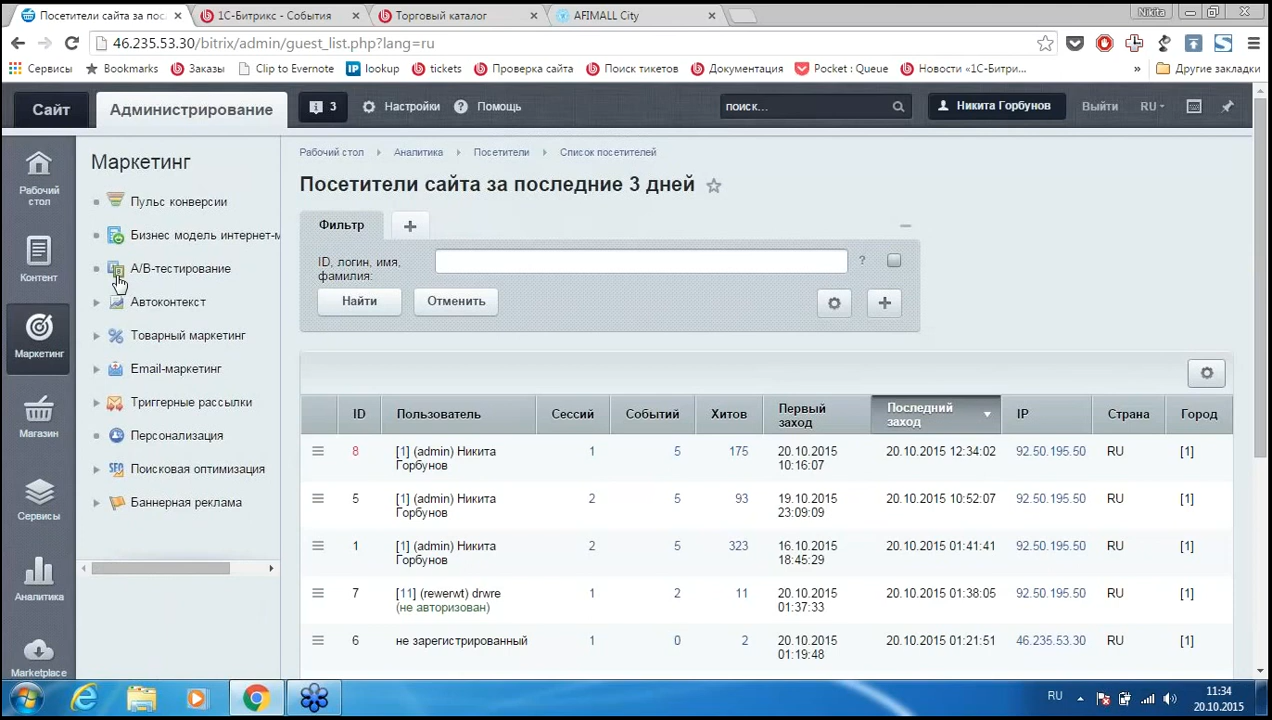 Посетители сайта за пос
1С-Битрикс - События
Торговый каталог
AFIMALL City
Nikita
46.235.53.30/bitrix/admin/guest_list.php?lang=ru
Сервисы
Bookmarks
Заказы
Clip to Evernote
IP lookup
tickets
Проверка сайта
Поиск тикетов
Документация
Pocket : Queue
Новости «1С-Битри...
»
Другие закладки
Сайт
Администрирование
3
Настройки
Помощь
поиск...
Никита Горбунов
Выйти
RU
Рабочий стол
Контент
Маркетинг
Магазин
Сервисы
Аналитика
Marketplace
Маркетинг
Пульс конверсии
Бизнес модель интернет-м
A/B-тестирование
Автоконтекст
Товарный маркетинг
Email-маркетинг
Триггерные рассылки
Персонализация
SEO Поисковая оптимизация
Баннерная реклама
Рабочий стол Аналитика Посетители Список посетителей
Посетители сайта за последние 3 дней
Фильтр
ID, логин, имя,
фамилия:
?
Найти
Отменить
ID Пользователь Сессий Событий Хитов Первый заход Последний заход IP Страна Город
8 [1] (admin) Никита Горбунов 1 5 175 20.10.2015 10:16:07 20.10.2015 12:34:02 92.50.195.50 RU [1]
5 [1] (admin) Никита Горбунов 2 5 93 19.10.2015 23:09:09 20.10.2015 10:52:07 92.50.195.50 RU [1]
1 [1] (admin) Никита Горбунов 2 5 323 16.10.2015 18:45:29 20.10.2015 01:41:41 92.50.195.50 RU [1]
7 [11] (rewerwt) drwre (не авторизован) 1 2 11 20.10.2015 01:37:33 20.10.2015 01:38:05 92.50.195.50 RU [1]
6 не зарегистрированный 1 0 2 20.10.2015 01:19:48 20.10.2015 01:21:51 46.235.53.30 RU [1]
RU
11:34
20.10.2015